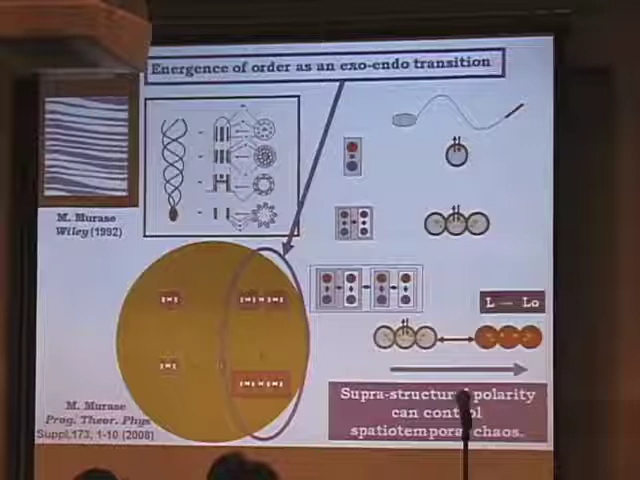 Energence of order as an exo-endo transition
M. Murase
Wiley (1992)
L — Lo
M. Murase
Prog. Theor. Phys
Suppl,173, 1-10 (2008)
Supra-structural polarity
can control
spatiotemporal chaos.